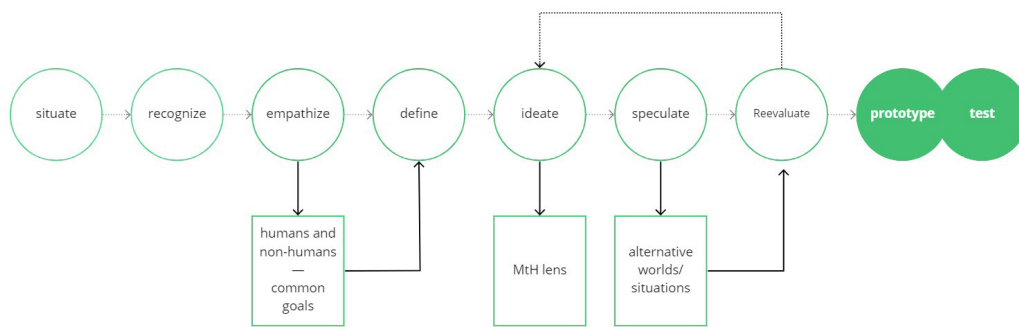 situate
recognize
empathize
define
ideate
speculate
Reevaluate
prototype
test
humans and
non-humans
—
common
goals
MtH lens
alternative
worlds/
situations